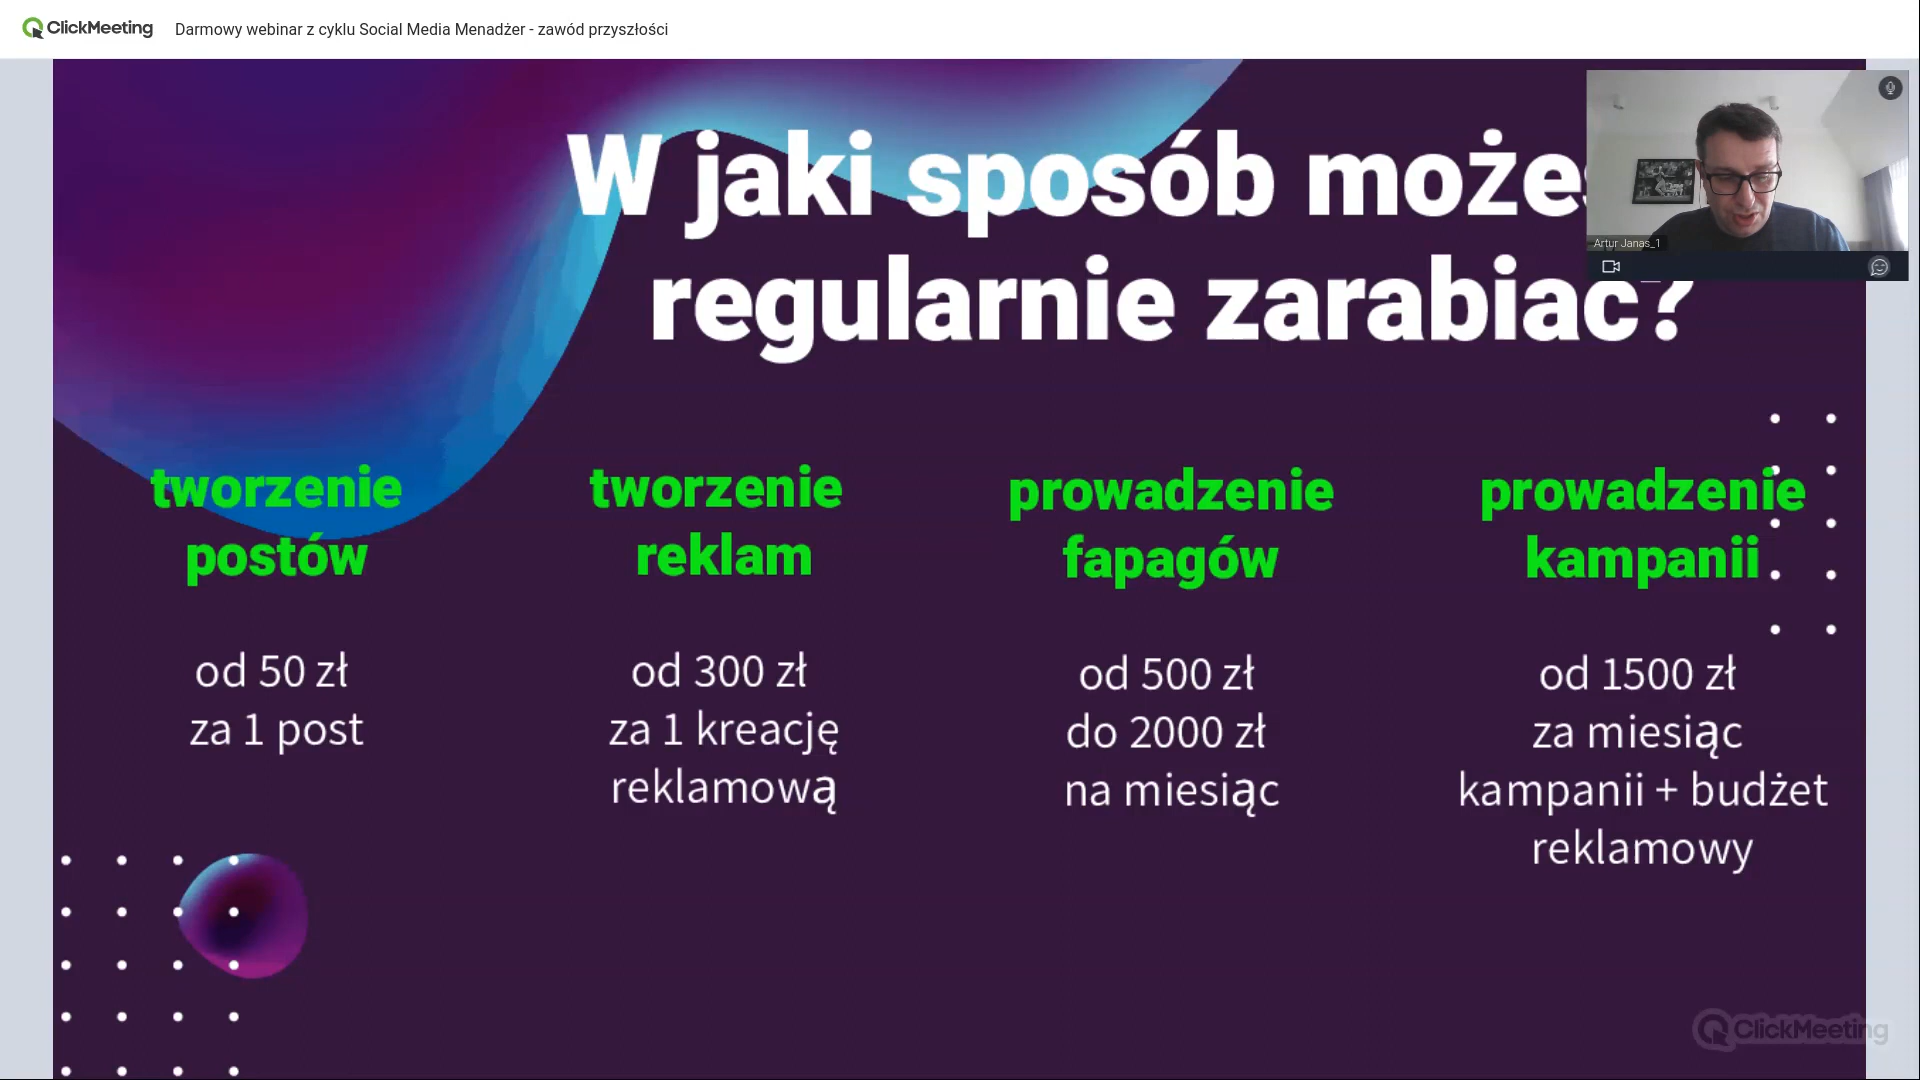 ClickMeeting Darmowy webinar z cyklu Social Media Menadżer - zawód przyszłości
W jaki sposób może
regularnie zarabiać?
Artur Janas_1
tworzenie
postów
od 50 zł
za 1 post
tworzenie
reklam
od 300 zł
za 1 kreację
reklamową
prowadzenie
fapagów
od 500 zł
do 2000 zł
na miesiąc
prowadzenie
kampanii
od 1500 zł
za miesiąc
kampanii + budżet
reklamowy
ClickMeeting